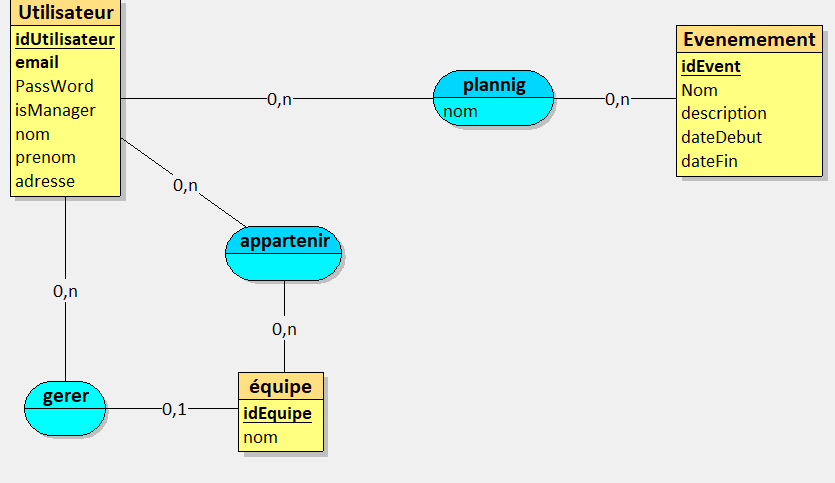 Utilisateur
idUtilisateur
email
PassWord
isManager
nom
prenom
adresse
0,n
plannig
nom
0,n
Evenemement
idEvent
Nom
description
dateDebut
dateFin
0,n
appartenir
0,n
0,n
gerer
0,1
équipe
idEquipe
nom